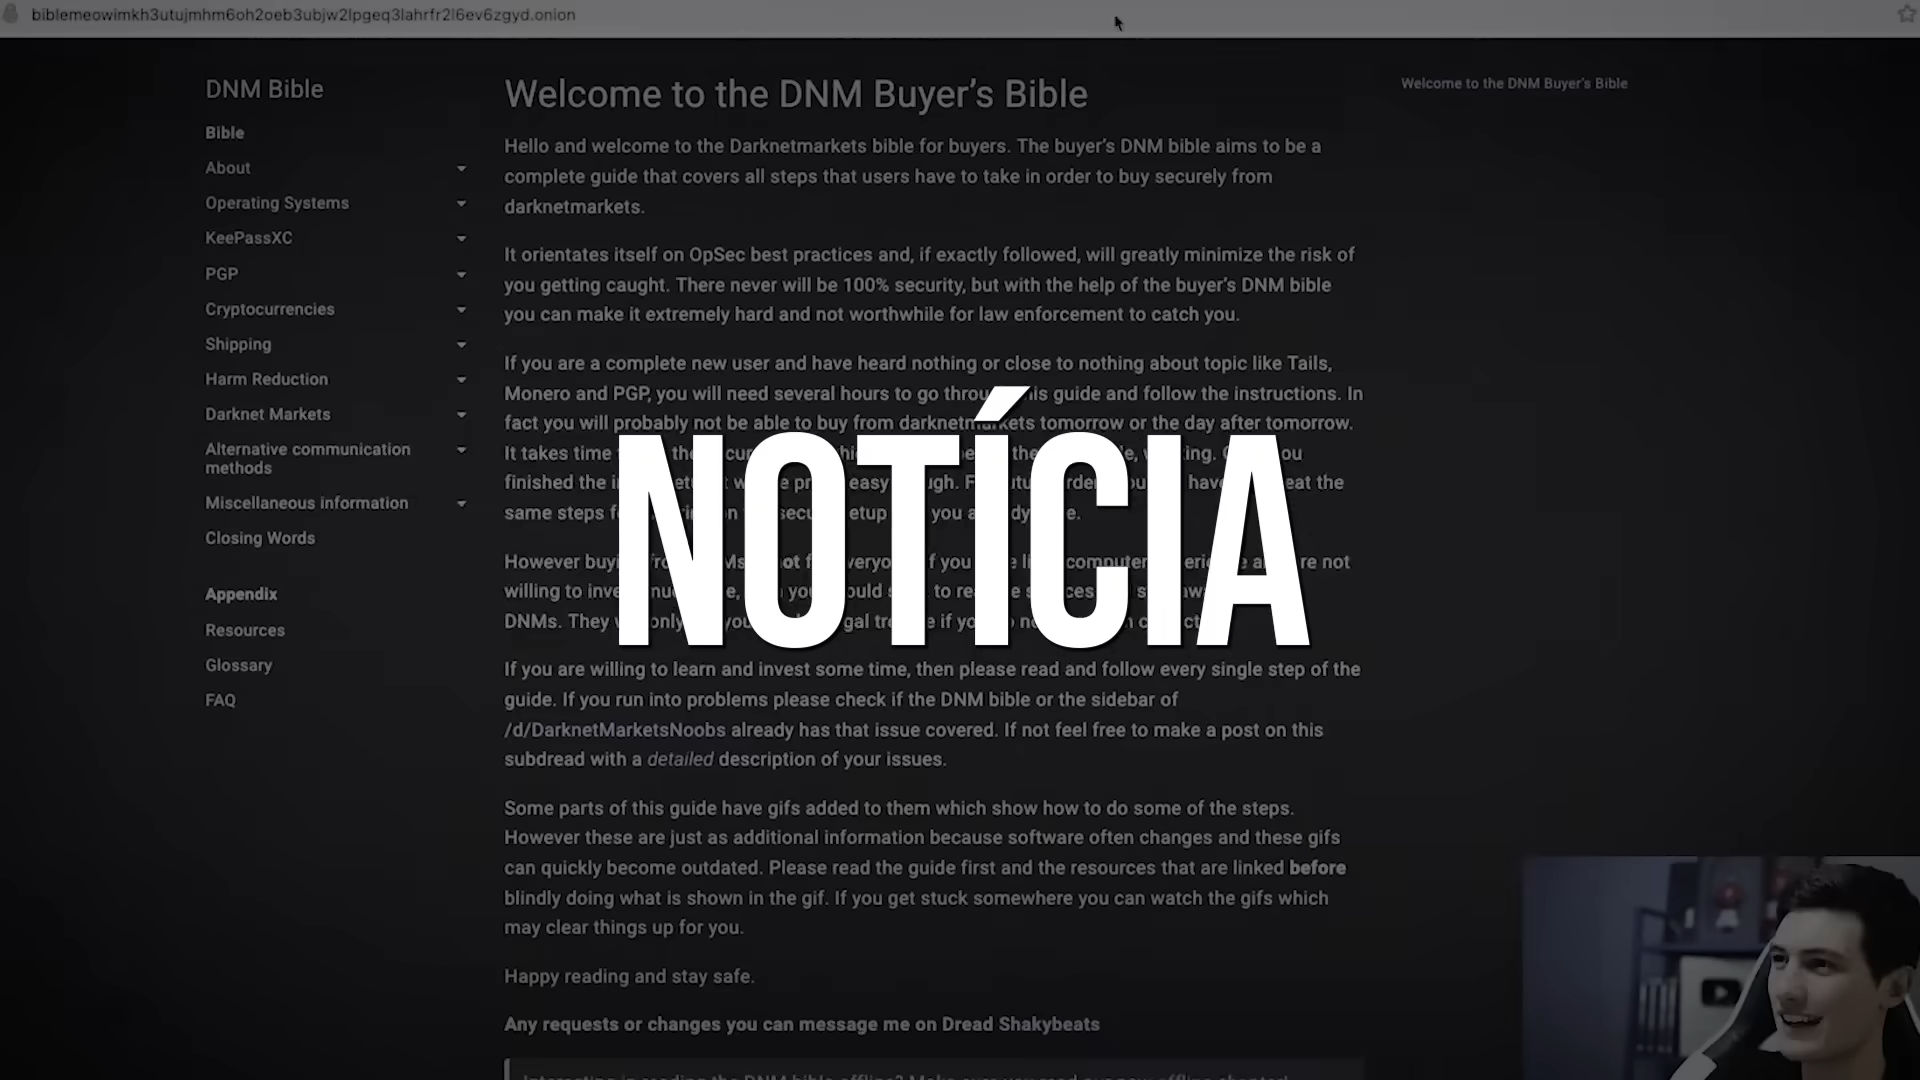 biblemeowimkh3utujmhm6oh2oeb3ubjw2lpgeq3lahrfr2l6ev6zgyd.onion
DNM Bible
Bible
About
Operating Systems
KeePassXC
PGP
Cryptocurrencies
Shipping
Harm Reduction
Darknet Markets
Alternative communication
methods
Miscellaneous information
Closing Words
Appendix
Resources
Glossary
FAQ
Welcome to the DNM Buyer's Bible
Hello and welcome to the Darknetmarkets bible for buyers. The buyer's DNM bible aims to be a
complete guide that covers all steps that users have to take in order to buy securely from
darknetmarkets.
It orientates itself on OpSec best practices and, if exactly followed, will greatly minimize the risk of
you getting caught. There never will be 100% security, but with the help of the buyer's DNM bible
you can make it extremely hard and not worthwhile for law enforcement to catch you.
If you are a complete new user and have heard nothing or close to nothing about topic like Tails,
Monero and PGP, you will need several hours to go through this guide and follow the instructions. In
fact you will probably not be able to buy from darknetmarkets tomorrow or the day after tomorrow.
It takes time
finished the easy have eat the
same steps you
NOTÍCIA
However not if you computer are not
willing to you to
DNMs. They only if you
If you are willing to learn and invest some time, then please read and follow every single step of the
guide. If you run into problems please check if the DNM bible or the sidebar of
/d/DarknetMarketsNoobs already has that issue covered. If not feel free to make a post on this
subdread with a detailed description of your issues.
Some parts of this guide have gifs added to them which show how to do some of the steps.
However these are just as additional information because software often changes and these gifs
can quickly become outdated. Please read the guide first and the resources that are linked before
blindly doing what is shown in the gif. If you get stuck somewhere you can watch the gifs which
may clear things up for you.
Happy reading and stay safe.
Any requests or changes you can message me on Dread Shakybeats
Welcome to the DNM Buyer's Bible